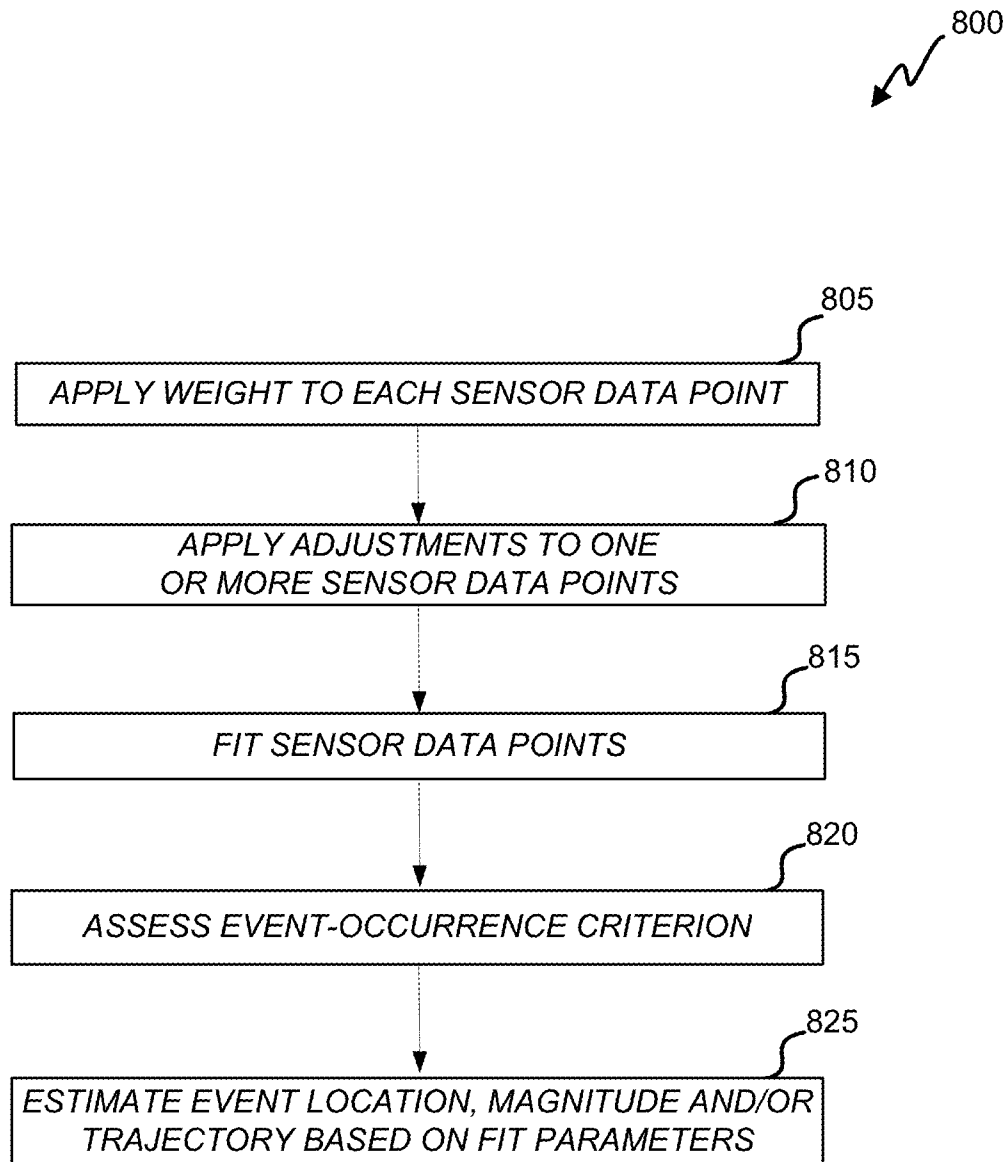 800
805
APPLY WEIGHT TO EACH SENSOR DATA POINT
810
APPLY ADJUSTMENTS TO ONE
OR MORE SENSOR DATA POINTS
815
FIT SENSOR DATA POINTS
820
ASSESS EVENT-OCCURRENCE CRITERION
825
ESTIMATE EVENT LOCATION, MAGNITUDE AND/OR
TRAJECTORY BASED ON FIT PARAMETERS